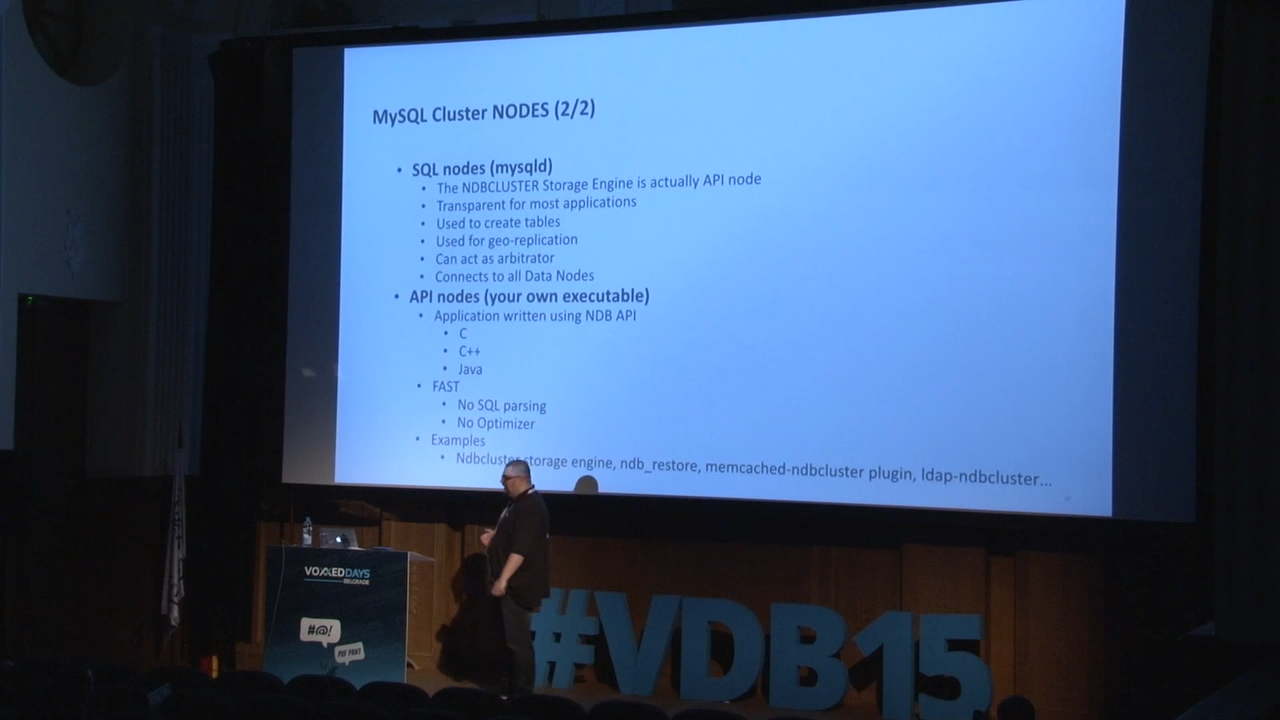 MySQL Cluster NODES (2/2)
• SQL nodes (mysqld)
• The NDBCLUSTER Storage Engine is actually API node
• Transparent for most applications
• Used to create tables
• Used for geo-replication
• Can act as arbitrator
• Connects to all Data Nodes
• API nodes (your own executable)
• Application written using NDB API
• C
• C++
• Java
• FAST
• No SQL parsing
• No Optimizer
• Examples
• Ndbcluster storage engine, ndb_restore, memcached-ndbcluster plugin, ldap-ndbcluster...
VOXXEDDAYS
BELGRADE
#@!
#VDB15